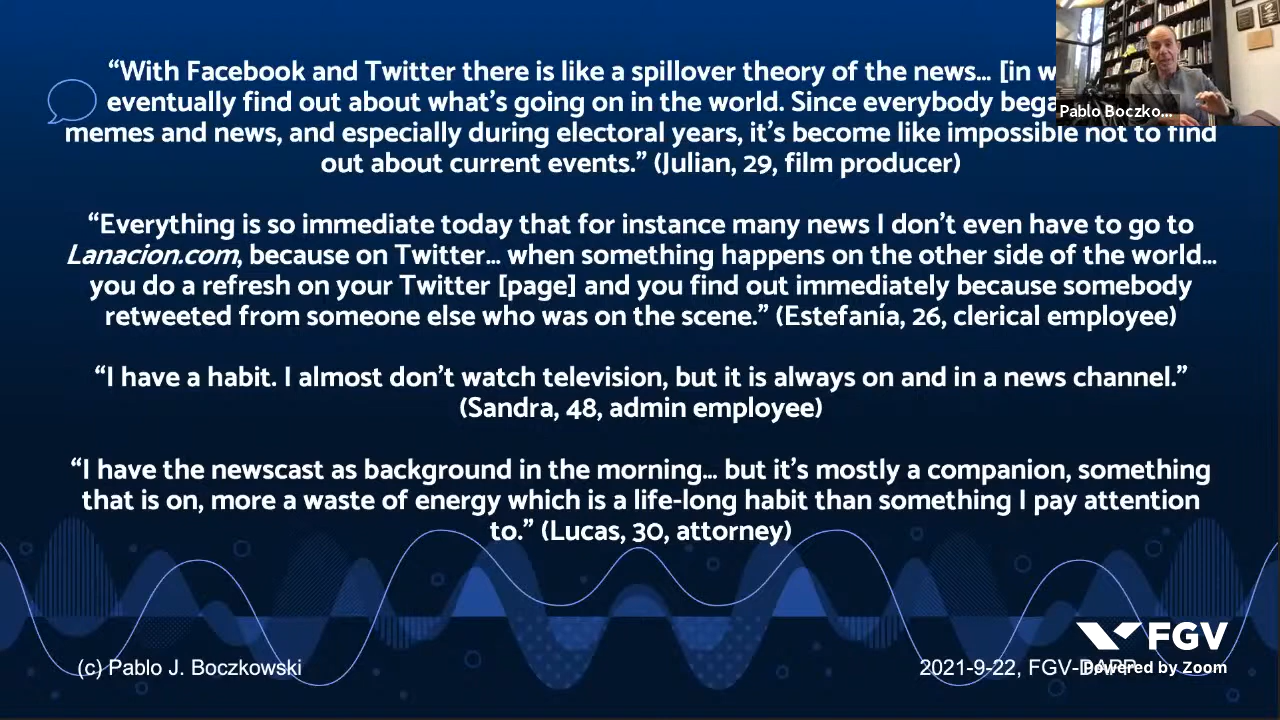 “With Facebook and Twitter there is like a spillover theory of the news… [in
eventually find out about what’s going on in the world. Since everybody
memes and news, and especially during electoral years, it’s become like impossible not to find
out about current events.” (Julian, 29, film producer)
“Everything is so immediate today that for instance many news I don’t even have to go to
Lanacion.com, because on Twitter… when something happens on the other side of the world…
you do a refresh on your Twitter [page] and you find out immediately because somebody
retweeted from someone else who was on the scene.” (Estefanía, 26, clerical employee)
“I have a habit. I almost don’t watch television, but it is always on and in a news channel.”
(Sandra, 48, admin employee)
“I have the newscast as background in the morning… but it’s mostly a companion, something
that is on, more a waste of energy which is a life-long habit than something I pay attention
to.” (Lucas, 30, attorney)
Pablo Boczko...
FGV
(c) Pablo J. Boczkowski
2021-9-22,
Powered by Zoom